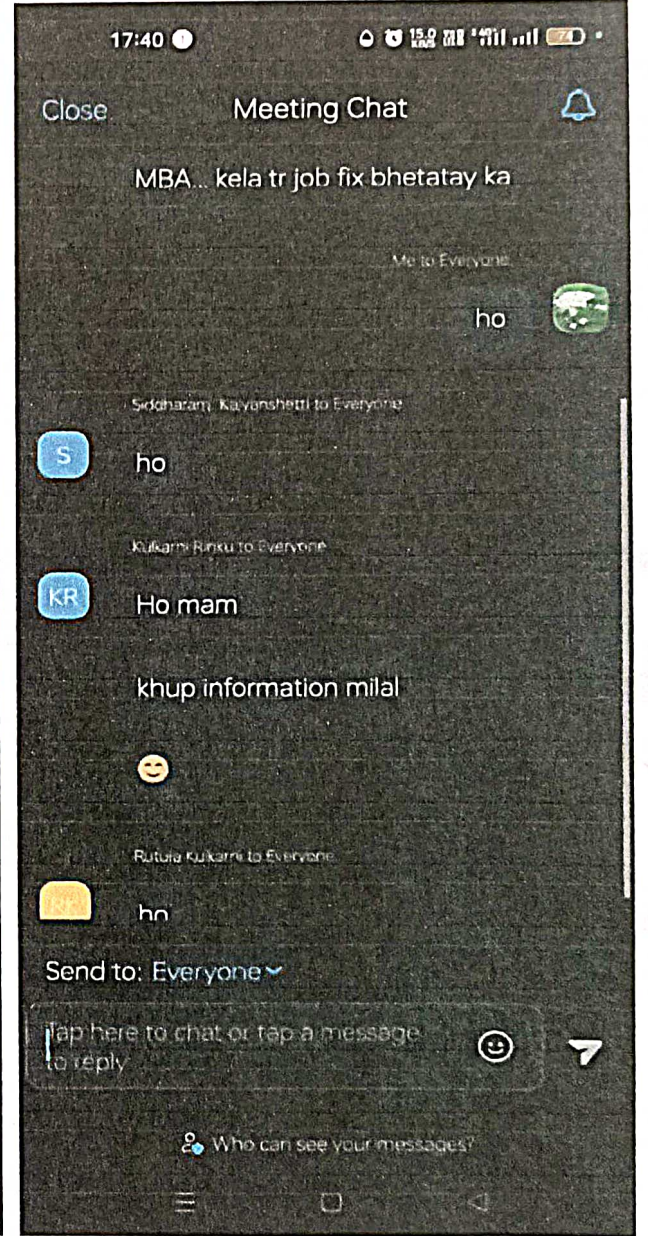 17:40
Close
Meeting Chat
MBA... kela tr job fix bhetatay ka
Me to Everyone
ho
Siddharam Kalyanshetti to Everyone
S
ho
Kulkarni Rinku to Everyone
KR
Ho mam
khup information milal
Rutuja Kulkarni to Everyone
RK
ho
Send to: Everyone
Tap here to chat or tap a message
to reply
Who can see your messages?